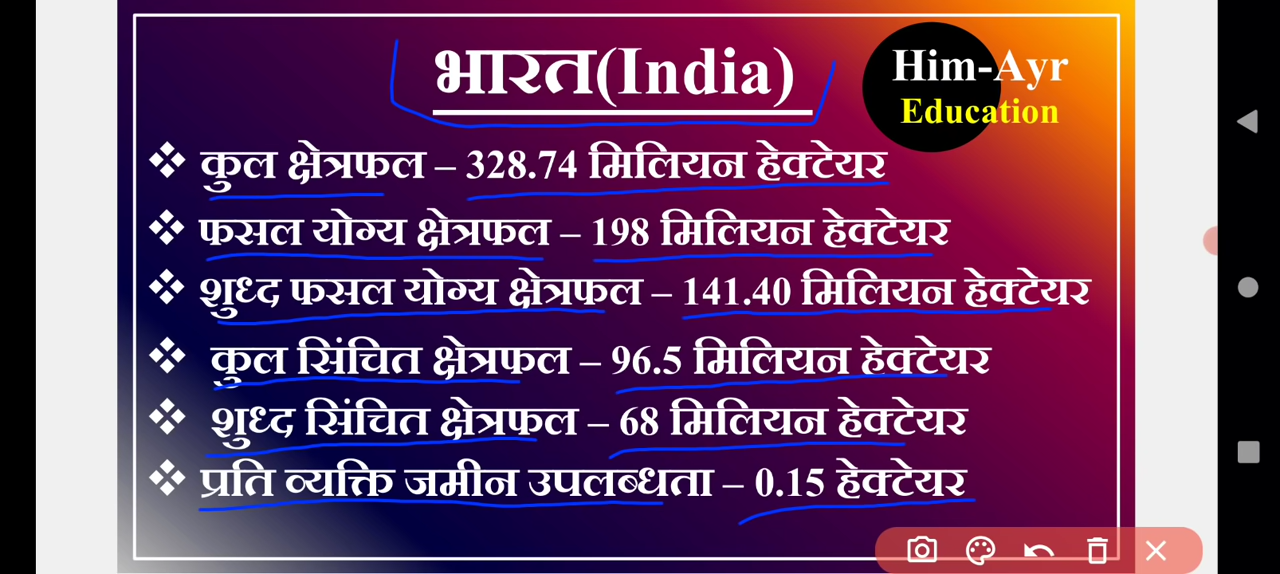 भारत(India)
Him-Ayr
Education
❖ कुल क्षेत्रफल – 328.74 मिलियन हेक्टेयर
❖ फसल योग्य क्षेत्रफल – 198 मिलियन हेक्टेयर
❖ शुध्द फसल योग्य क्षेत्रफल – 141.40 मिलियन हेक्टेयर
❖ कुल सिंचित क्षेत्रफल – 96.5 मिलियन हेक्टेयर
❖ शुध्द सिंचित क्षेत्रफल – 68 मिलियन हेक्टेयर
❖ प्रति व्यक्ति जमीन उपलब्धता – 0.15 हेक्टेयर